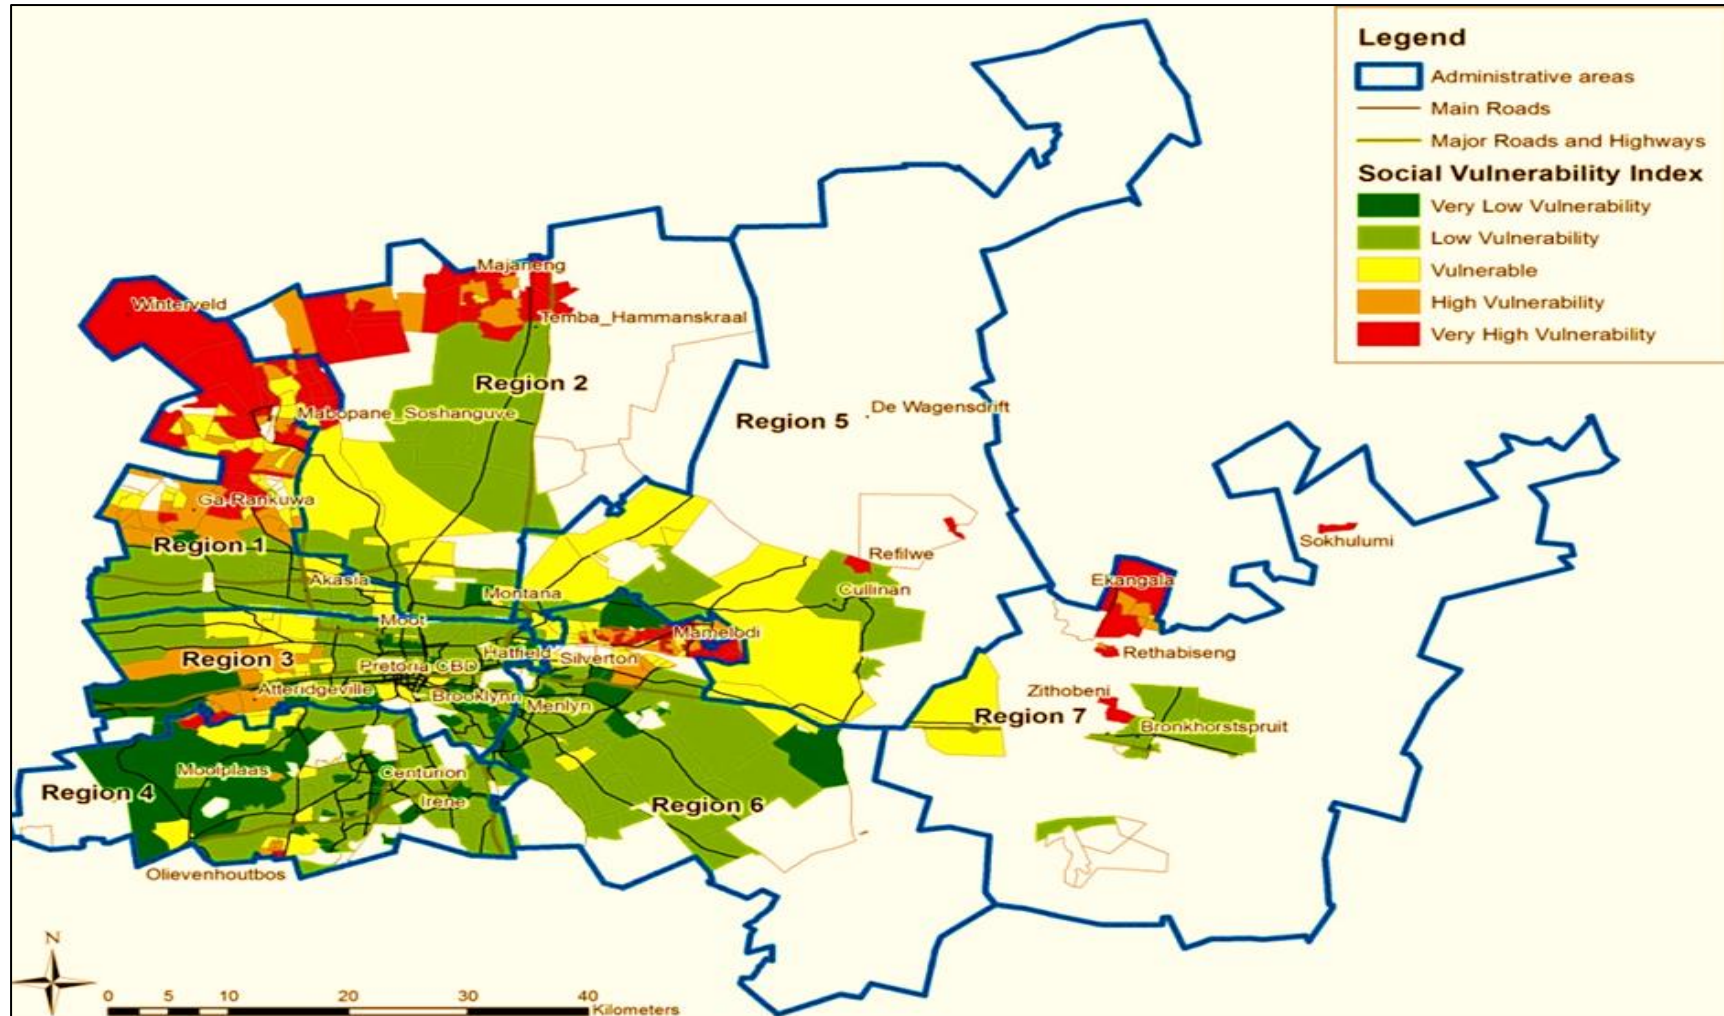 Legend
Administrative areas
Main Roads
Major Roads and Highways
Social Vulnerability Index
Very Low Vulnerability
Low Vulnerability
Vulnerable
High Vulnerability
Very High Vulnerability
Majaneng
Winterveld
Temba_Hammanskraal
Region 2
Mabopane_Soshanguve
De Wagensdrift
Region 5
Ga-Rankuwa
Region 1
Sokhulumi
Refilwe
Akasia
Ekangala
Montana
Cullinan
Moot
Mamelodi
Hatfield
Silverton
Region 3
Pretoria CBD
Rethabiseng
Atteridgeville
Brooklynn
Menlyn
Zithobeni
Region 7
Bronkhorstspruit
Mooiplaas
Centurion
Region 4
Irene
Region 6
Olievenhoutbos
N
0 5 10 20 30 40
Kilometers